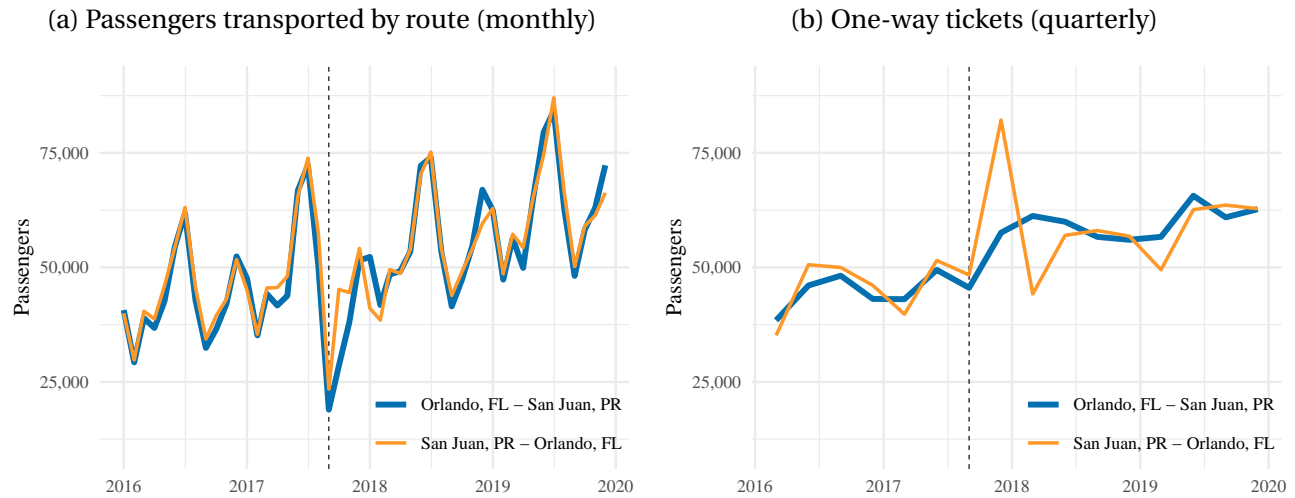 (a) Passengers transported by route (monthly)
Passengers
75,000
50,000
25,000
Orlando, FL – San Juan, PR
San Juan, PR – Orlando, FL
2016 2017 2018 2019 2020
(b) One-way tickets (quarterly)
Passengers
75,000
50,000
25,000
Orlando, FL – San Juan, PR
San Juan, PR – Orlando, FL
2016 2017 2018 2019 2020